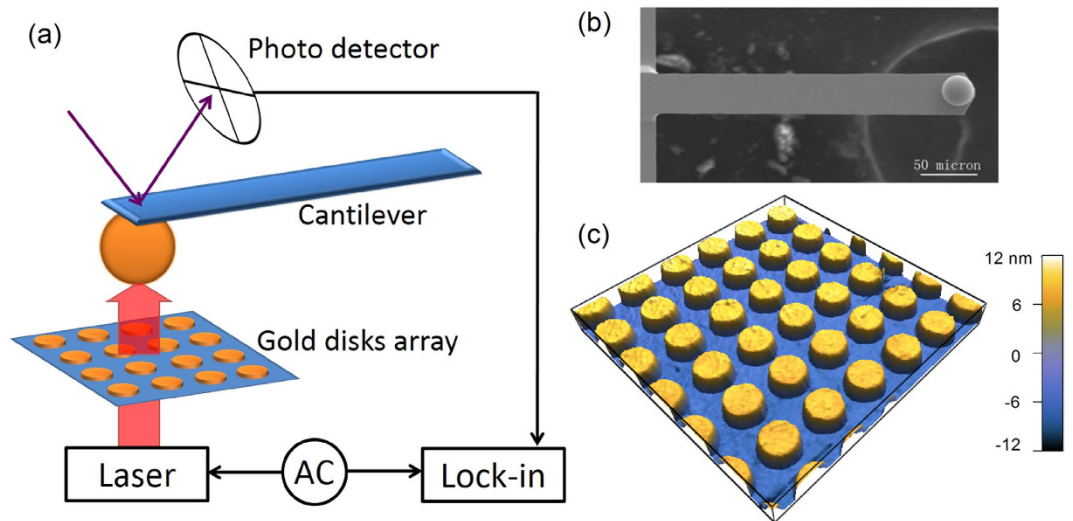 (a)
Photo detector
Cantilever
Gold disks array
Laser
AC
Lock-in
(b)
50 micron
(c)
12 nm
6
0
-6
-12